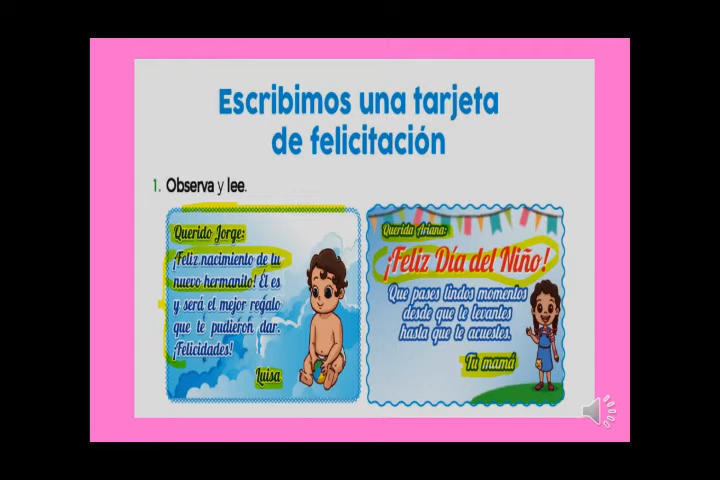 Escribimos una tarjeta
de felicitación
1. Observa y lee.
Querido Jorge:
¡Feliz nacimiento de tu
nuevo hermanito! Él es
y será el mejor regalo
que te pudieron dar.
¡Felicidades!
Luisa
Querida Ariana:
¡Feliz Día del Niño!
Que pases lindos momentos
desde que te levantes
hasta que te acuestes.
Tu mamá